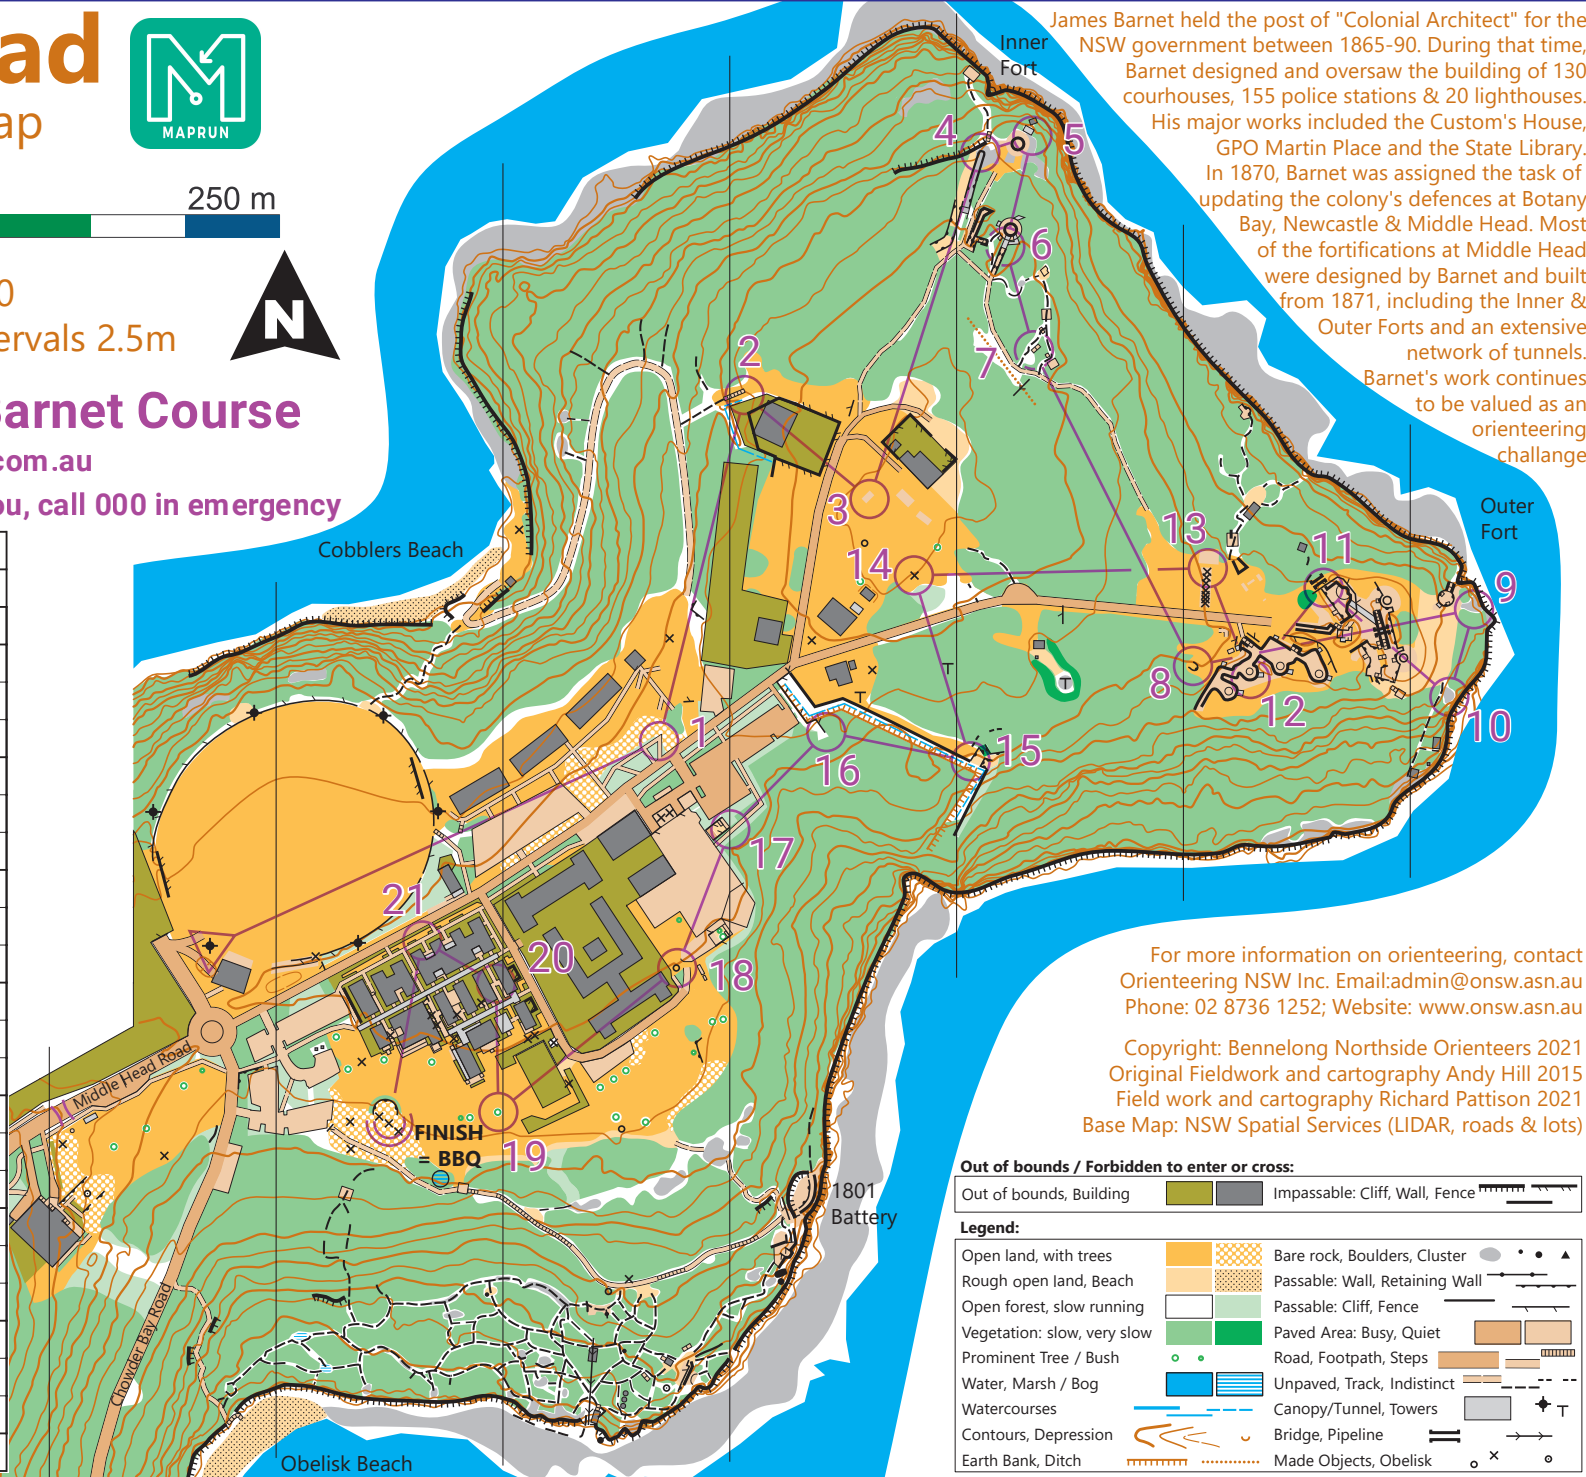 ad
ap
MAPRUN
250 m
0
ervals 2.5m
N
Barnet Course
com.au
ou, call 000 in emergency
James Barnet held the post of "Colonial Architect" for the
NSW government between 1865-90. During that time,
Barnet designed and oversaw the building of 130
courhouses, 155 police stations & 20 lighthouses.
His major works included the Custom's House,
GPO Martin Place and the State Library.
In 1870, Barnet was assigned the task of
updating the colony's defences at Botany
Bay, Newcastle & Middle Head. Most
of the fortifications at Middle Head
were designed by Barnet and built
from 1871, including the Inner &
Outer Forts and an extensive
network of tunnels.
Barnet's work continues
to be valued as an
orienteering
challange
Inner
Fort
4
5
6
7
2
3
14
13
11
Outer
Fort
9
8
12
10
Cobblers Beach
1
15
16
17
21
20
18
T
T
T
T
Middle Head Road
FINISH
= BBQ
19
1801
Battery
Chowder Bay Road
Obelisk Beach
For more information on orienteering, contact
Orienteering NSW Inc. Email:admin@onsw.asn.au
Phone: 02 8736 1252; Website: www.onsw.asn.au
Copyright: Bennelong Northside Orienteers 2021
Original Fieldwork and cartography Andy Hill 2015
Field work and cartography Richard Pattison 2021
Base Map: NSW Spatial Services (LIDAR, roads & lots)
Out of bounds / Forbidden to enter or cross:
Out of bounds, Building
Impassable: Cliff, Wall, Fence
Legend:
Open land, with trees
Bare rock, Boulders, Cluster
Rough open land, Beach
Passable: Wall, Retaining Wall
Open forest, slow running
Passable: Cliff, Fence
Vegetation: slow, very slow
Paved Area: Busy, Quiet
Prominent Tree / Bush
Road, Footpath, Steps
Water, Marsh / Bog
Unpaved, Track, Indistinct
Watercourses
Canopy/Tunnel, Towers
T
Contours, Depression
Bridge, Pipeline
Earth Bank, Ditch
Made Objects, Obelisk